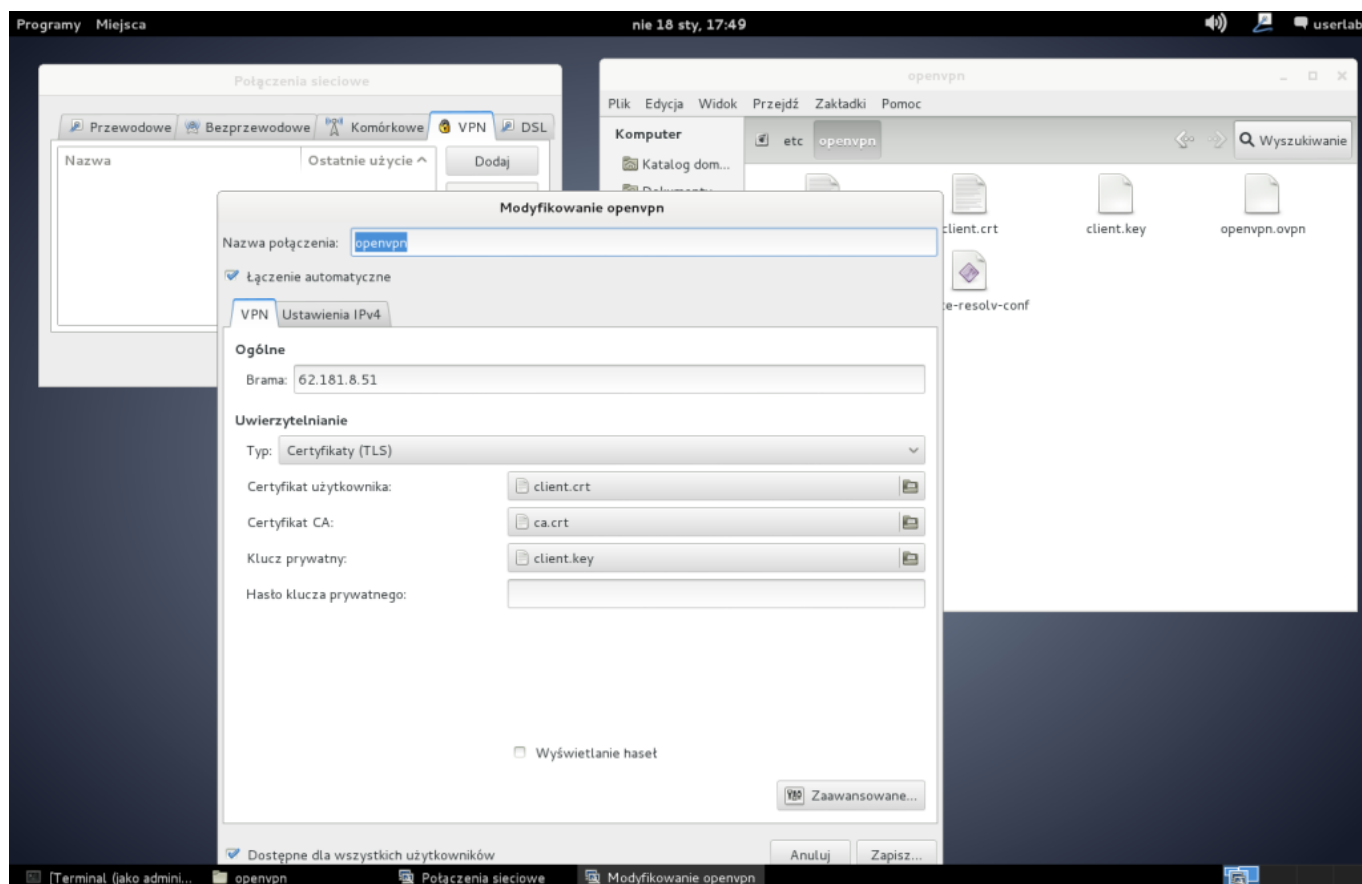 Programy Miejsca
nie 18 sty, 17:49
userlab
Połączenia sieciowe
Przewodowe Bezprzewodowe Komórkowe VPN DSL
Nazwa Ostatnie użycie
Dodaj
openvpn
Plik Edycja Widok Przejdź Zakładki Pomoc
Komputer
etc openvpn
Wyszukiwanie
Katalog dom...
Dokumenty
client.crt client.key openvpn.ovpn
te-resolv-conf
Modyfikowanie openvpn
Nazwa połączenia: openvpn
Łączenie automatyczne
VPN Ustawienia IPv4
Ogólne
Brama: 62.181.8.51
Uwierzytelnianie
Typ: Certyfikaty (TLS)
Certyfikat użytkownika: client.crt
Certyfikat CA: ca.crt
Klucz prywatny: client.key
Hasło klucza prywatnego:
Wyświetlanie haseł
Zaawansowane...
Dostępne dla wszystkich użytkowników
Anuluj Zapisz...
[Terminal (jako admini... openvpn Połączenia sieciowe Modyfikowanie openvpn